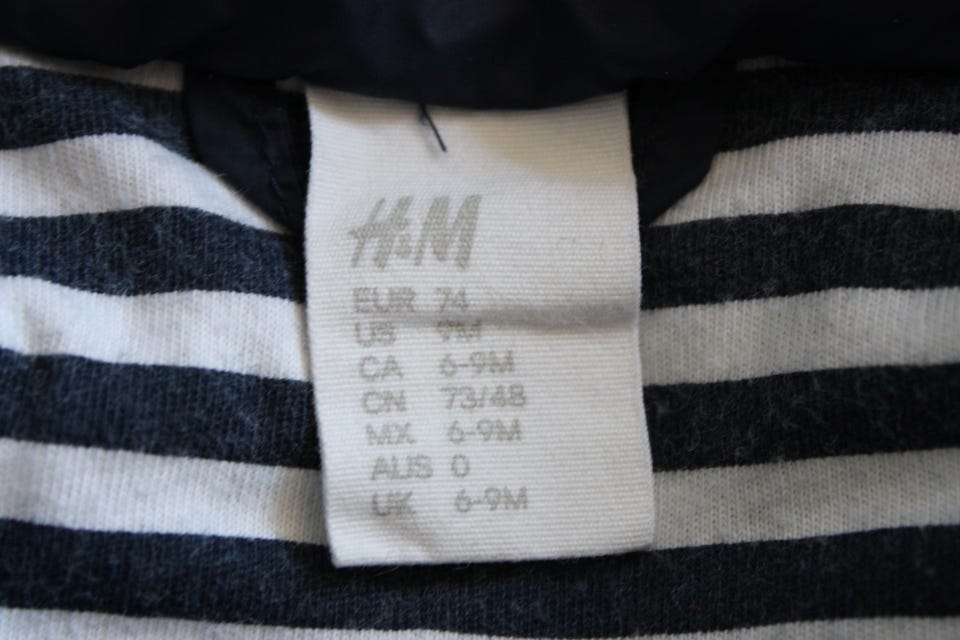 H&M
EUR 74
US 9M
CA 6-9M
CN 73/48
MX 6-9M
AUS 0
UK 6-9M